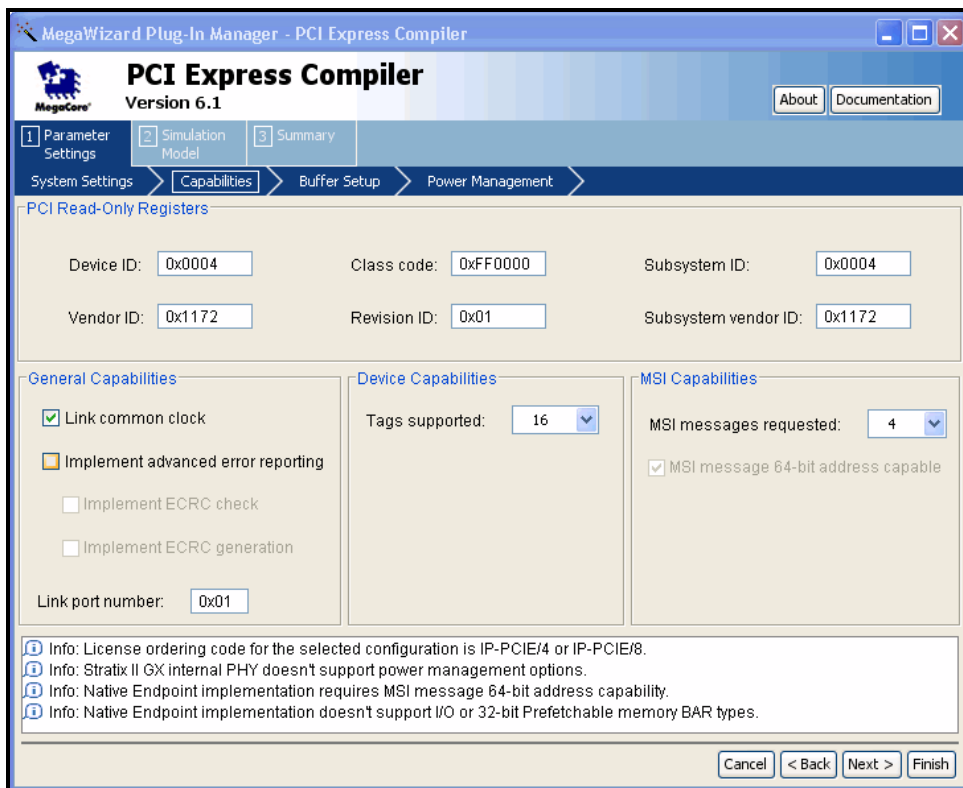 MegaWizard Plug-In Manager - PCI Express Compiler
MegaCore®
PCI Express Compiler
Version 6.1
About
Documentation
1 Parameter Settings
2 Simulation Model
3 Summary
System Settings
Capabilities
Buffer Setup
Power Management
PCI Read-Only Registers
Device ID: 0x0004
Class code: 0xFF0000
Subsystem ID: 0x0004
Vendor ID: 0x1172
Revision ID: 0x01
Subsystem vendor ID: 0x1172
General Capabilities
Link common clock
Implement advanced error reporting
Implement ECRC check
Implement ECRC generation
Link port number: 0x01
Device Capabilities
Tags supported: 16
MSI Capabilities
MSI messages requested: 4
MSI message 64-bit address capable
Info: License ordering code for the selected configuration is IP-PCIE/4 or IP-PCIE/8.
Info: Stratix II GX internal PHY doesn't support power management options.
Info: Native Endpoint implementation requires MSI message 64-bit address capability.
Info: Native Endpoint implementation doesn't support I/O or 32-bit Prefetchable memory BAR types.
Cancel
< Back
Next >
Finish